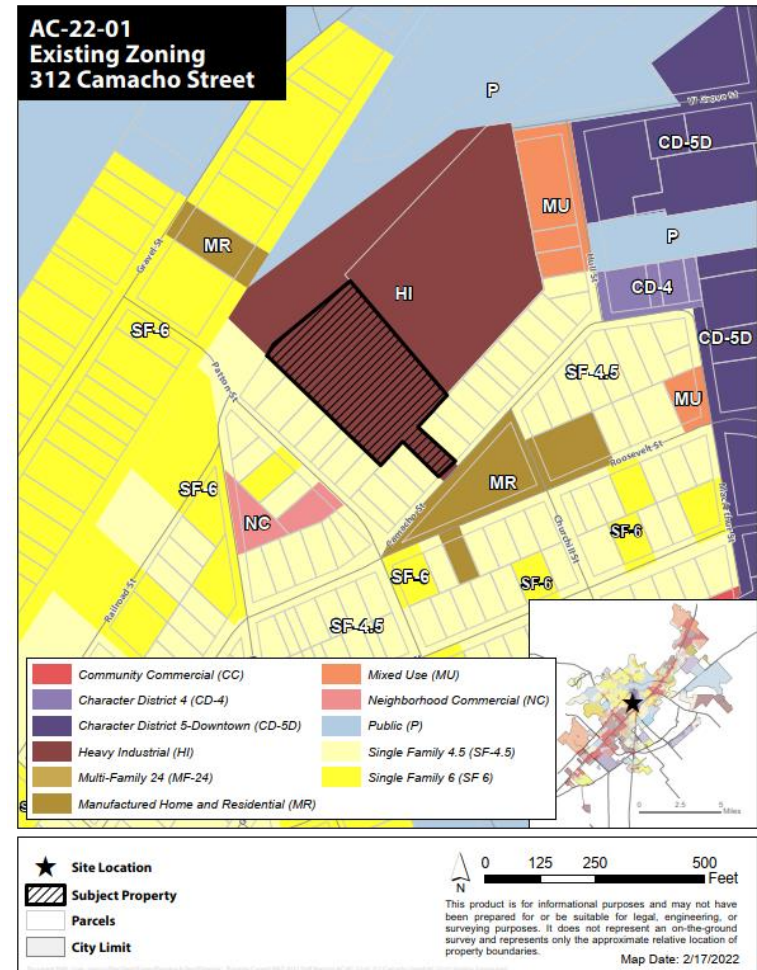 AC-22-01
Existing Zoning
312 Camacho Street
P
CD-5D
MU
P
MR
Gravel St
Hull St
HI
CD-4
SF-6
CD-5D
SF-4.5
Patton St
MU
Roosevelt St
MR
SF-6
NC
Camacho St
Churchill St
MacArthur St
SF-6
SF-6
SF-6
Railroad St
SF-4.5
Community Commercial (CC)
Character District 4 (CD-4)
Character District 5-Downtown (CD-5D)
Heavy Industrial (HI)
Multi-Family 24 (MF-24)
Manufactured Home and Residential (MR)
Mixed Use (MU)
Neighborhood Commercial (NC)
Public (P)
Single Family 4.5 (SF-4.5)
Single Family 6 (SF 6)
0 2.5 5
Miles
Site Location
Subject Property
Parcels
City Limit
N
0 125 250 500
Feet
This product is for informational purposes and may not have
been prepared for or be suitable for legal, engineering, or
surveying purposes. It does not represent an on-the-ground
survey and represents only the approximate relative location of
property boundaries.
Map Date: 2/17/2022